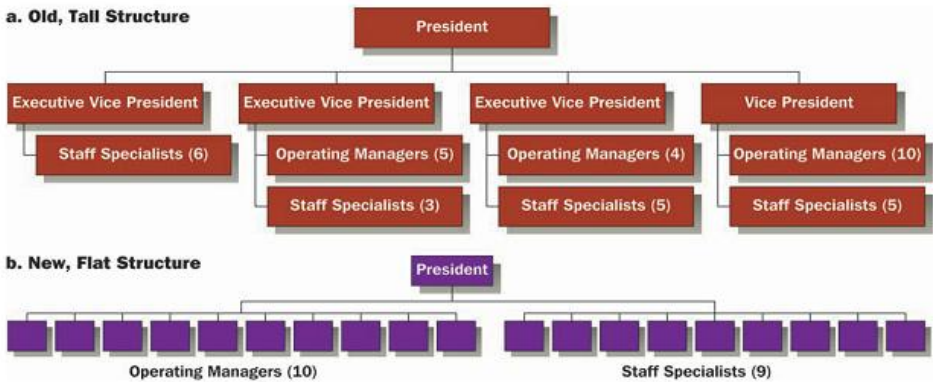 a. Old, Tall Structure
President
Executive Vice President
Executive Vice President
Executive Vice President
Vice President
Staff Specialists (6)
Operating Managers (5)
Operating Managers (4)
Operating Managers (10)
Staff Specialists (3)
Staff Specialists (5)
Staff Specialists (5)
b. New, Flat Structure
President
Operating Managers (10)
Staff Specialists (9)